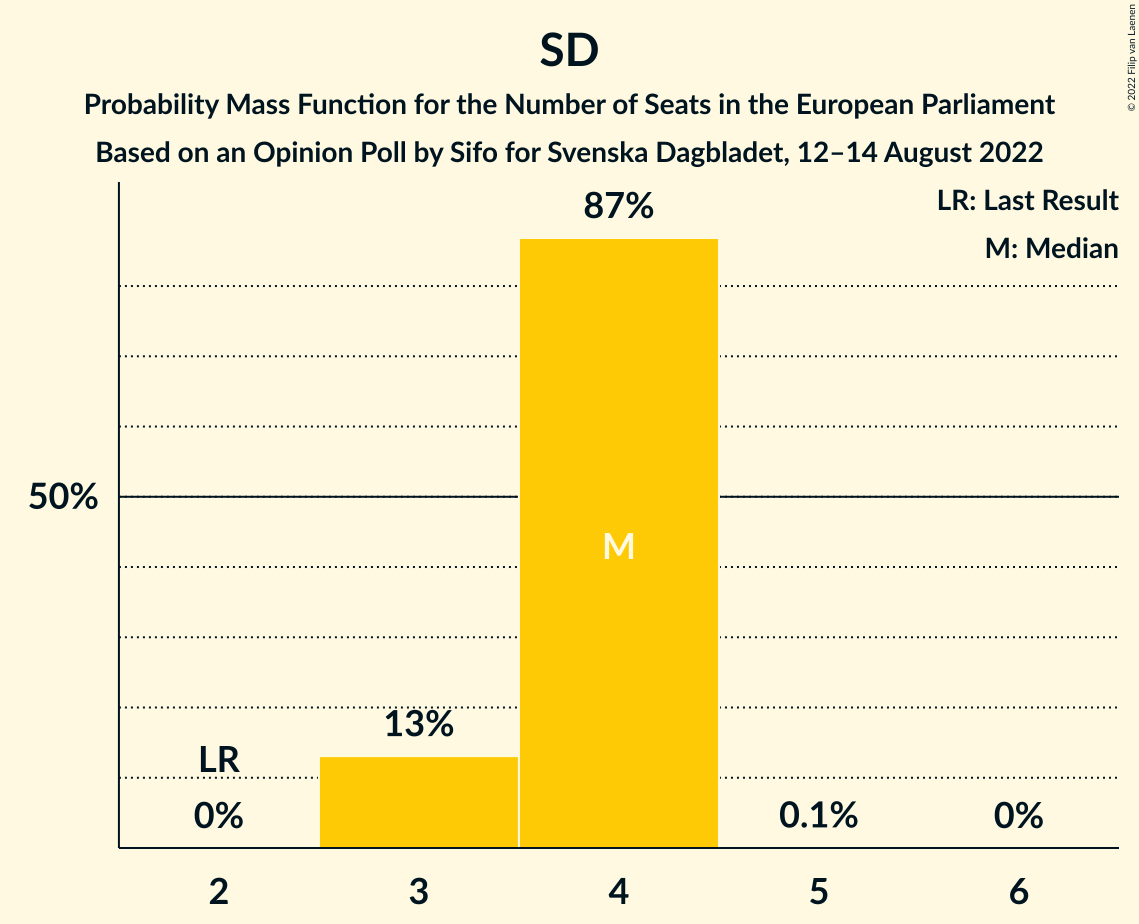 SD
Probability Mass Function for the Number of Seats in the European Parliament
Based on an Opinion Poll by Sifo for Svenska Dagbladet, 12–14 August 2022
© 2022 Filip van Laenen
LR: Last Result
M: Median
87%
50%
M
13%
LR
0%
0.1%
0%
2 3 4 5 6